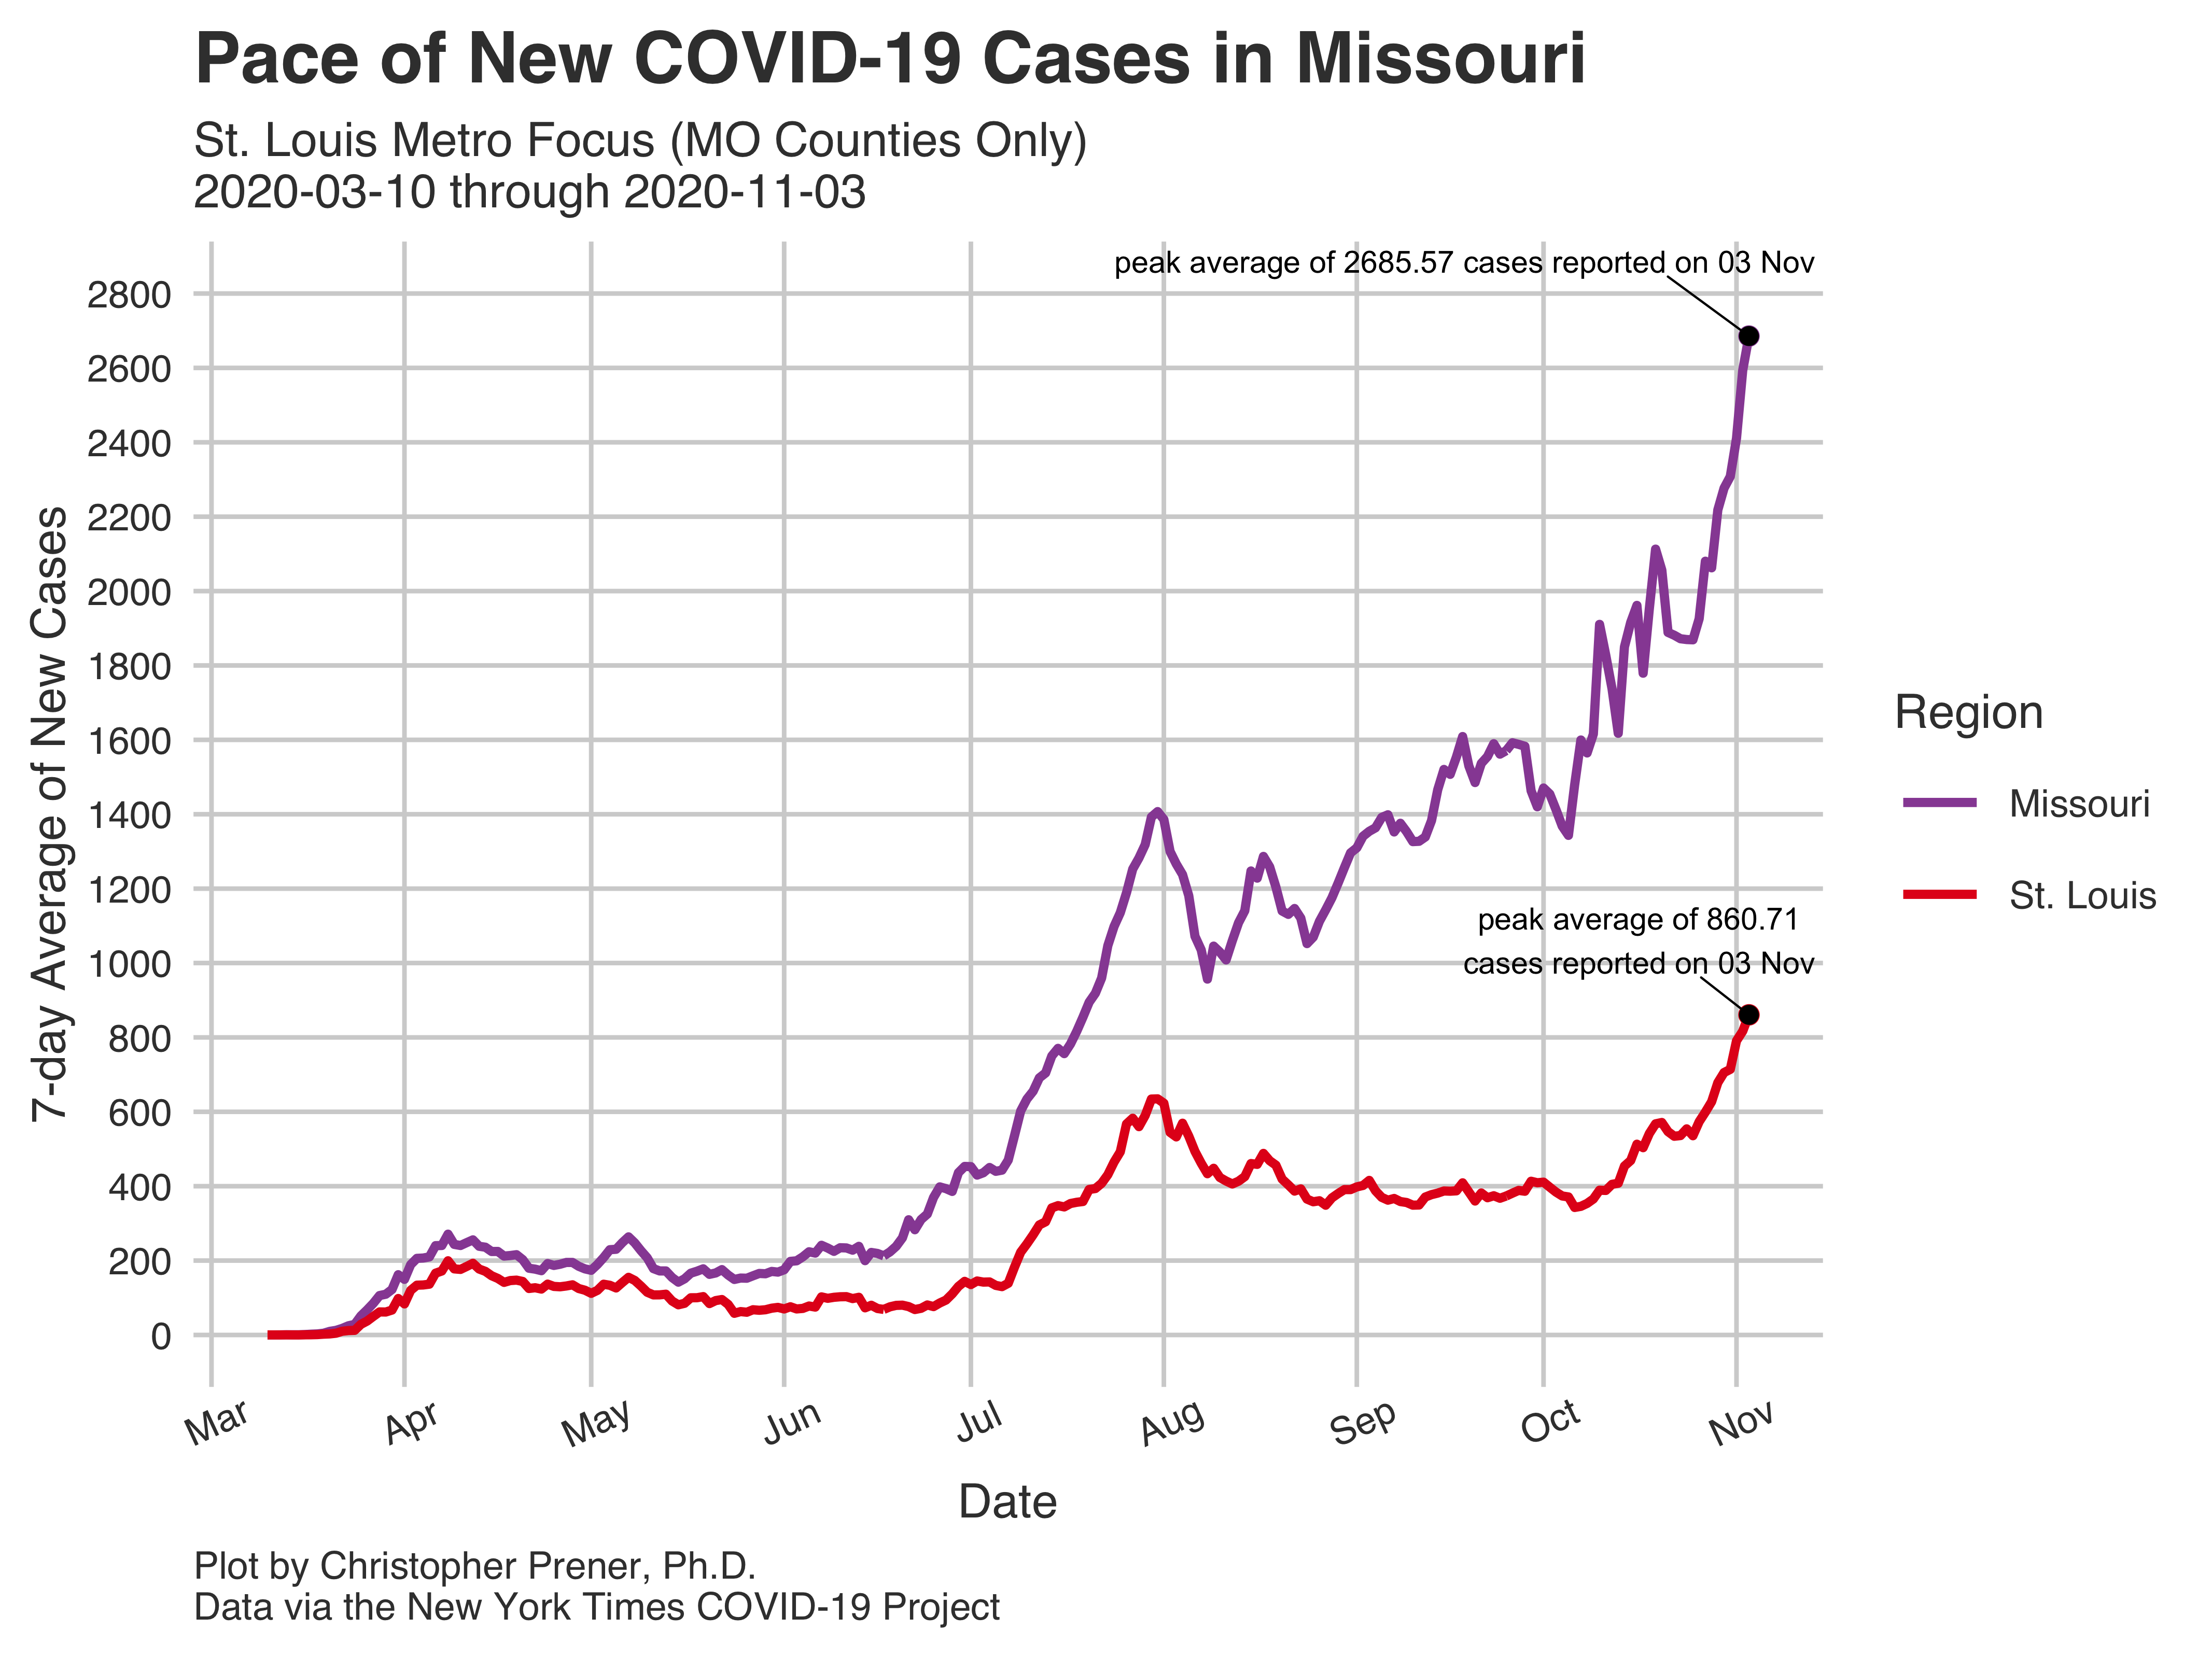 Pace of New COVID-19 Cases in Missouri
St. Louis Metro Focus (MO Counties Only)
2020-03-10 through 2020-11-03
peak average of 2685.57 cases reported on 03 Nov
2800
2600
2400
2200
2000
1800
1600
1400
1200
1000
800
600
400
200
0
7-day Average of New Cases
peak average of 860.71
cases reported on 03 Nov
Region
Missouri
St. Louis
Mar
Apr
May
Jun
Jul
Aug
Sep
Oct
Nov
Date
Plot by Christopher Prener, Ph.D.
Data via the New York Times COVID-19 Project